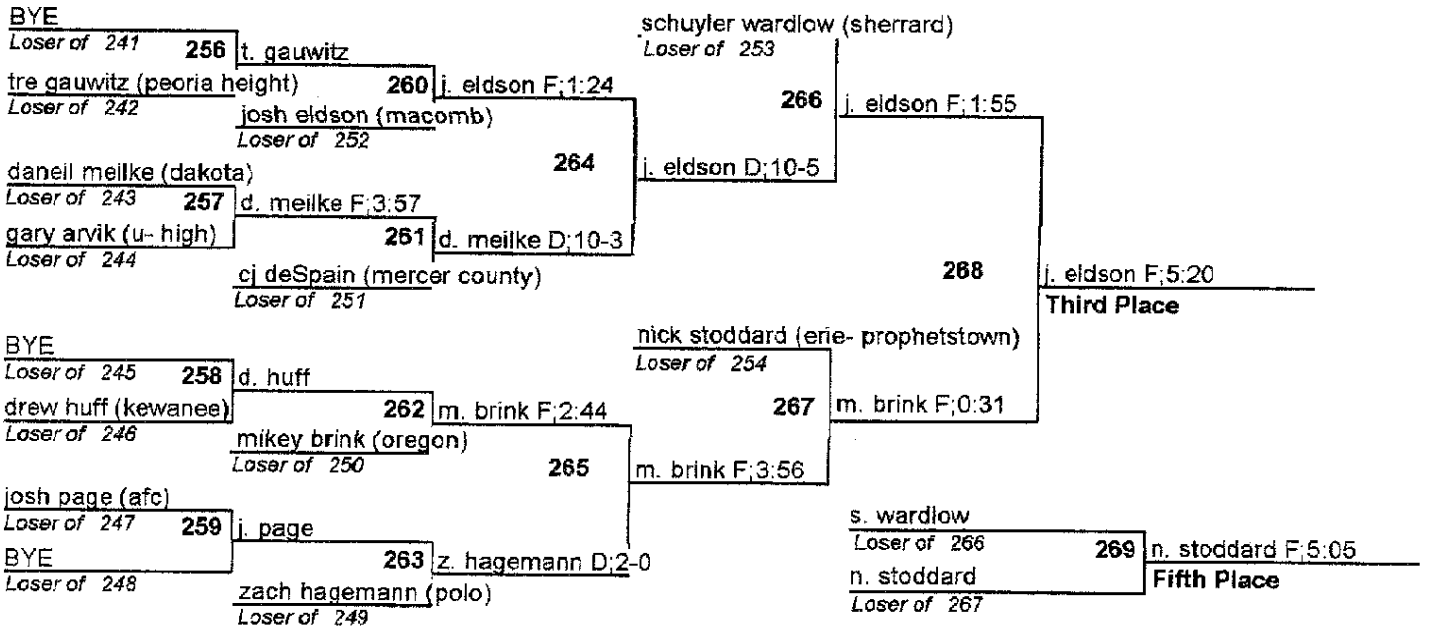 BYE
Loser of 241
256 t. gauwitz
tre gauwitz (peoria height)
Loser of 242
260 j. eldson F;1:24
josh eldson (macomb)
Loser of 252
daneil meilke (dakota)
Loser of 243
257 d. meilke F;3:57
gary arvik (u- high)
Loser of 244
261 d. meilke D;10-3
cj deSpain (mercer county)
Loser of 251
264 j. eldson D;10-5
schuyler wardlow (sherrard)
Loser of 253
266 j. eldson F;1:55
BYE
Loser of 245
258 d. huff
drew huff (kewanee)
Loser of 246
262 m. brink F;2:44
mikey brink (oregon)
Loser of 250
josh page (afc)
Loser of 247
259 j. page
BYE
Loser of 248
263 z. hagemann D;2-0
zach hagemann (polo)
Loser of 249
265 m. brink F;3:56
nick stoddard (erie- prophetstown)
Loser of 254
267 m. brink F;0:31
268 j. eldson F;5:20
Third Place
s. wardlow
Loser of 266
269 n. stoddard F;5:05
n. stoddard
Loser of 267
Fifth Place